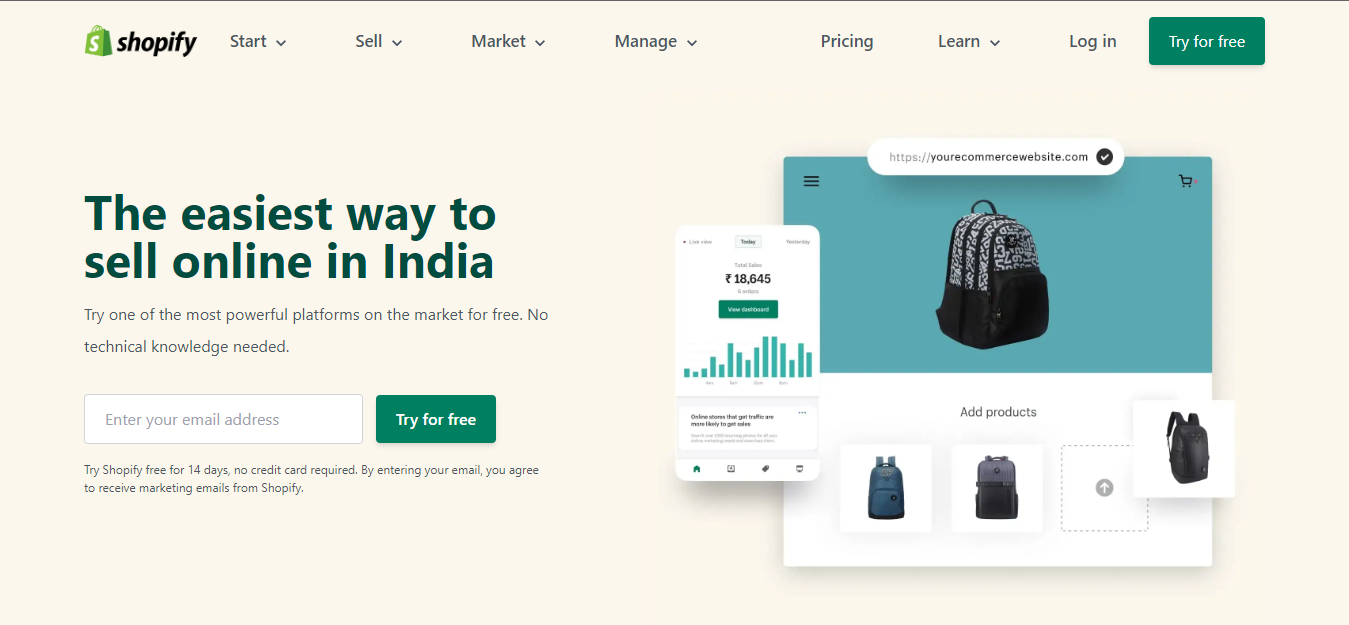 shopify
Start
Sell
Market
Manage
Pricing
Learn
Log in
Try for free
The easiest way to
sell online in India
Try one of the most powerful platforms on the market for free. No
technical knowledge needed.
Enter your email address
Try for free
Try Shopify free for 14 days, no credit card required. By entering your email, you agree
to receive marketing emails from Shopify.
https://yourecommercewebsite.com
Live view
Today
Yesterday
Total Sales
₹ 18,645
6 orders
View dashboard
Online stores that get traffic are
more likely to get sales
Add products